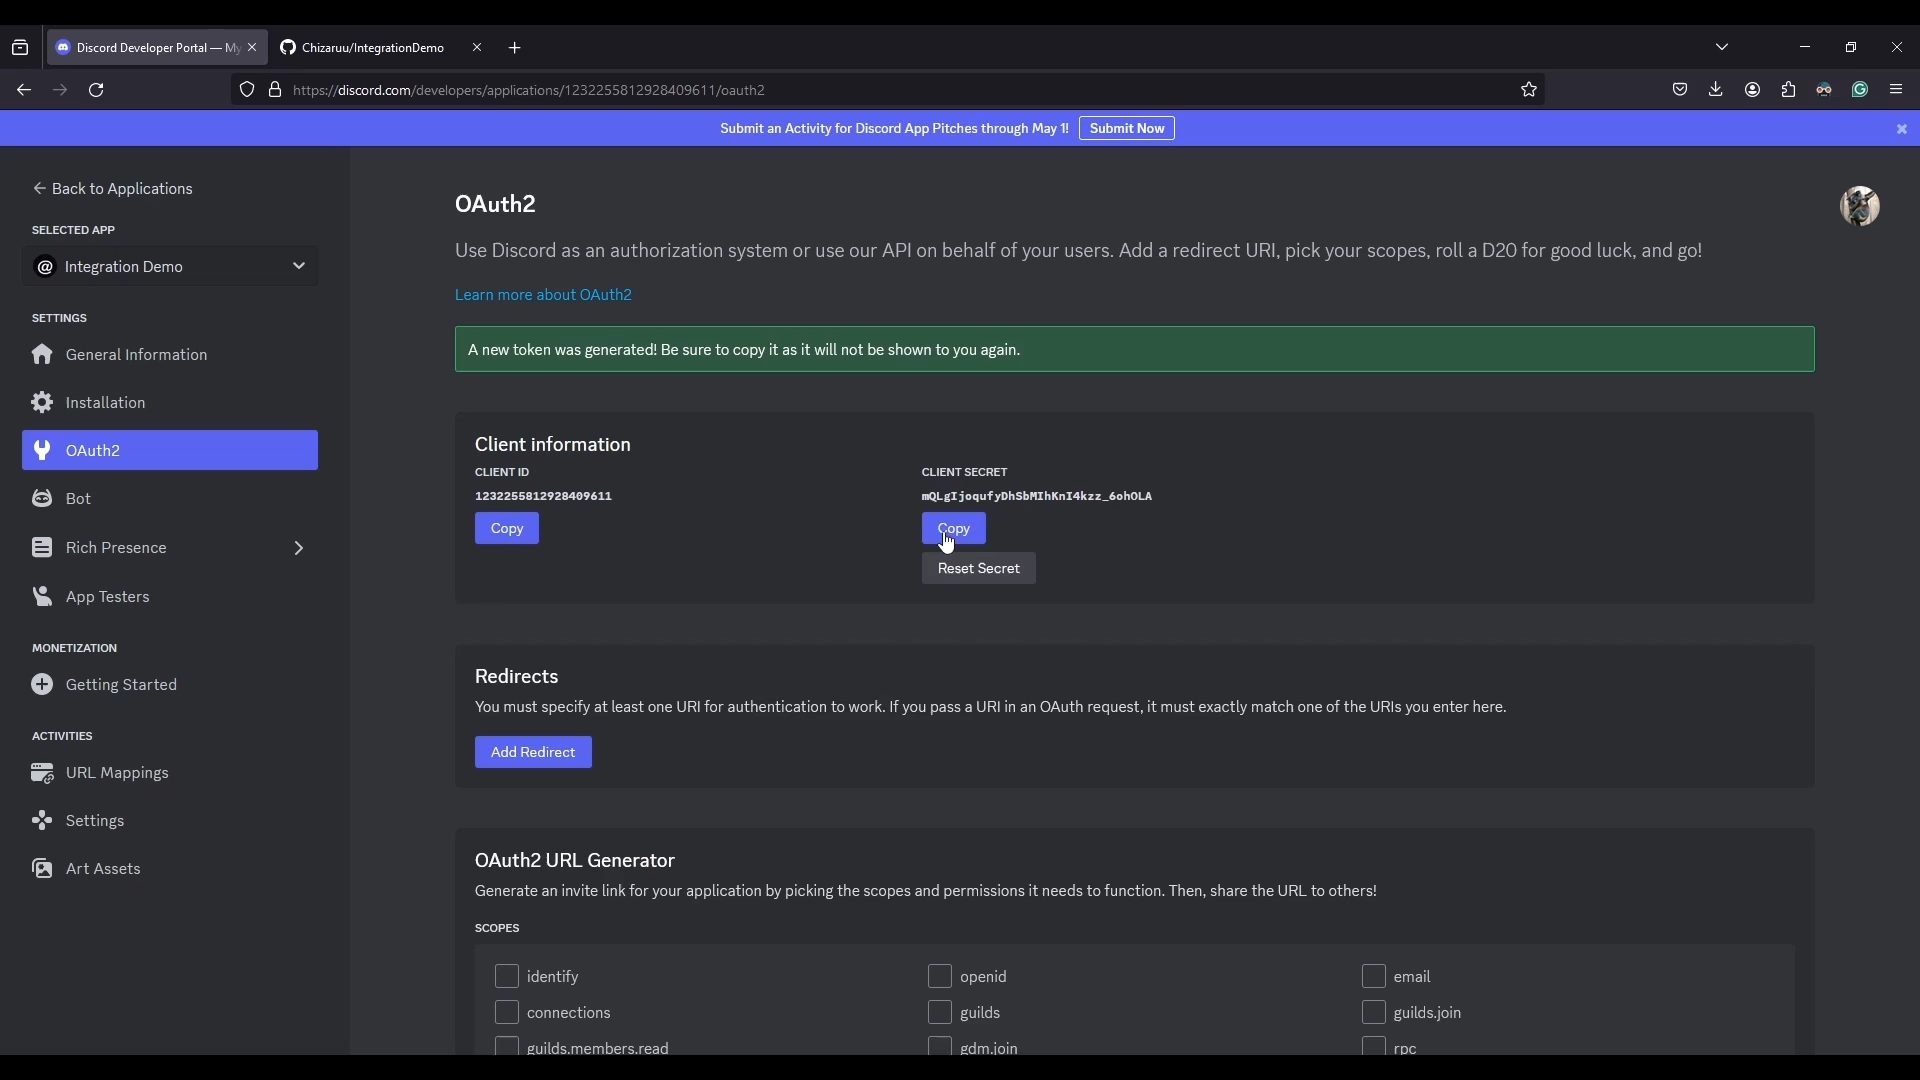 Discord Developer Portal — My
Chizaruu/IntegrationDemo
https://discord.com/developers/applications/1232255812928409611/oauth2
Submit an Activity for Discord App Pitches through May 1!
Submit Now
Back to Applications
SELECTED APP
Integration Demo
SETTINGS
General Information
Installation
OAuth2
Bot
Rich Presence
App Testers
MONETIZATION
Getting Started
ACTIVITIES
URL Mappings
Settings
Art Assets
OAuth2
Use Discord as an authorization system or use our API on behalf of your users. Add a redirect URI, pick your scopes, roll a D20 for good luck, and go!
Learn more about OAuth2
A new token was generated! Be sure to copy it as it will not be shown to you again.
Client information
CLIENT ID
1232255812928409611
Copy
CLIENT SECRET
mQLgIjoqufyDhSbMIhKnI4kzz_6ohOLA
Copy
Reset Secret
Redirects
You must specify at least one URI for authentication to work. If you pass a URI in an OAuth request, it must exactly match one of the URIs you enter here.
Add Redirect
OAuth2 URL Generator
Generate an invite link for your application by picking the scopes and permissions it needs to function. Then, share the URL to others!
SCOPES
identify
openid
email
connections
guilds
guilds.join
guilds.members.read
gdm.join
rpc